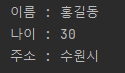 이름 : 홍길동
나이 : 30
주소 : 수원시